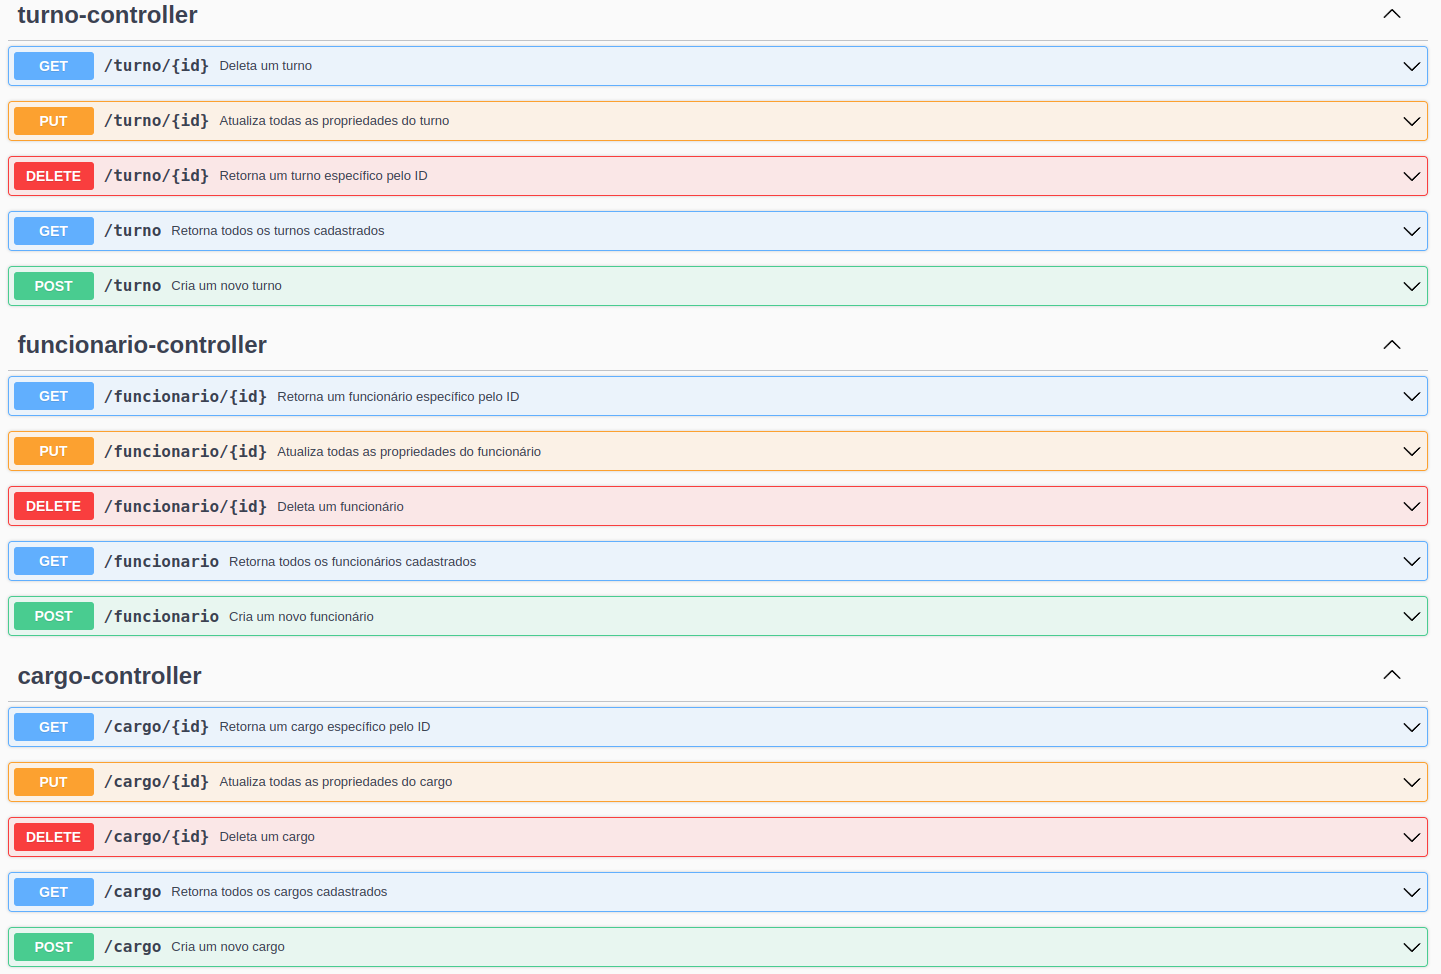 turno-controller
GET /turno/{id} Deleta um turno
PUT /turno/{id} Atualiza todas as propriedades do turno
DELETE /turno/{id} Retorna um turno específico pelo ID
GET /turno Retorna todos os turnos cadastrados
POST /turno Cria um novo turno
funcionario-controller
GET /funcionario/{id} Retorna um funcionário específico pelo ID
PUT /funcionario/{id} Atualiza todas as propriedades do funcionário
DELETE /funcionario/{id} Deleta um funcionário
GET /funcionario Retorna todos os funcionários cadastrados
POST /funcionario Cria um novo funcionário
cargo-controller
GET /cargo/{id} Retorna um cargo específico pelo ID
PUT /cargo/{id} Atualiza todas as propriedades do cargo
DELETE /cargo/{id} Deleta um cargo
GET /cargo Retorna todos os cargos cadastrados
POST /cargo Cria um novo cargo